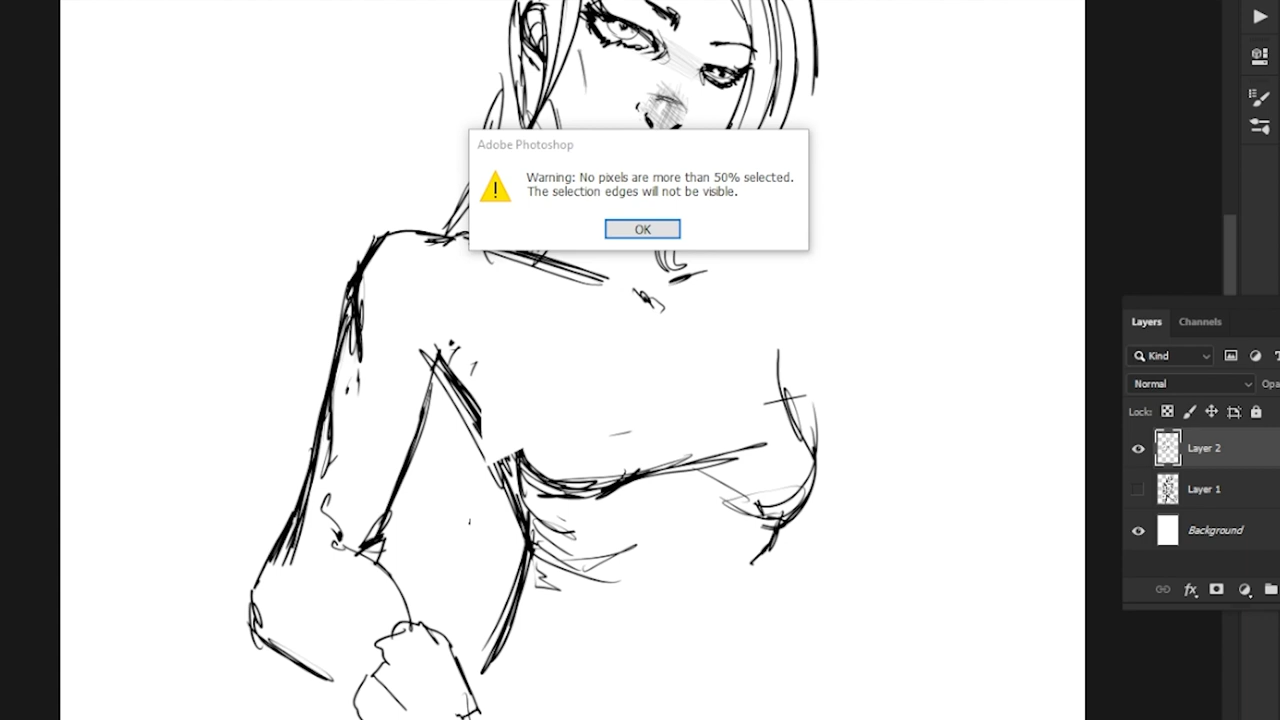 Adobe Photoshop
Warning: No pixels are more than 50% selected.
The selection edges will not be visible.
OK
Layers Channels
Kind
Normal
Lock:
Layer 2
Layer 1
Background
fx